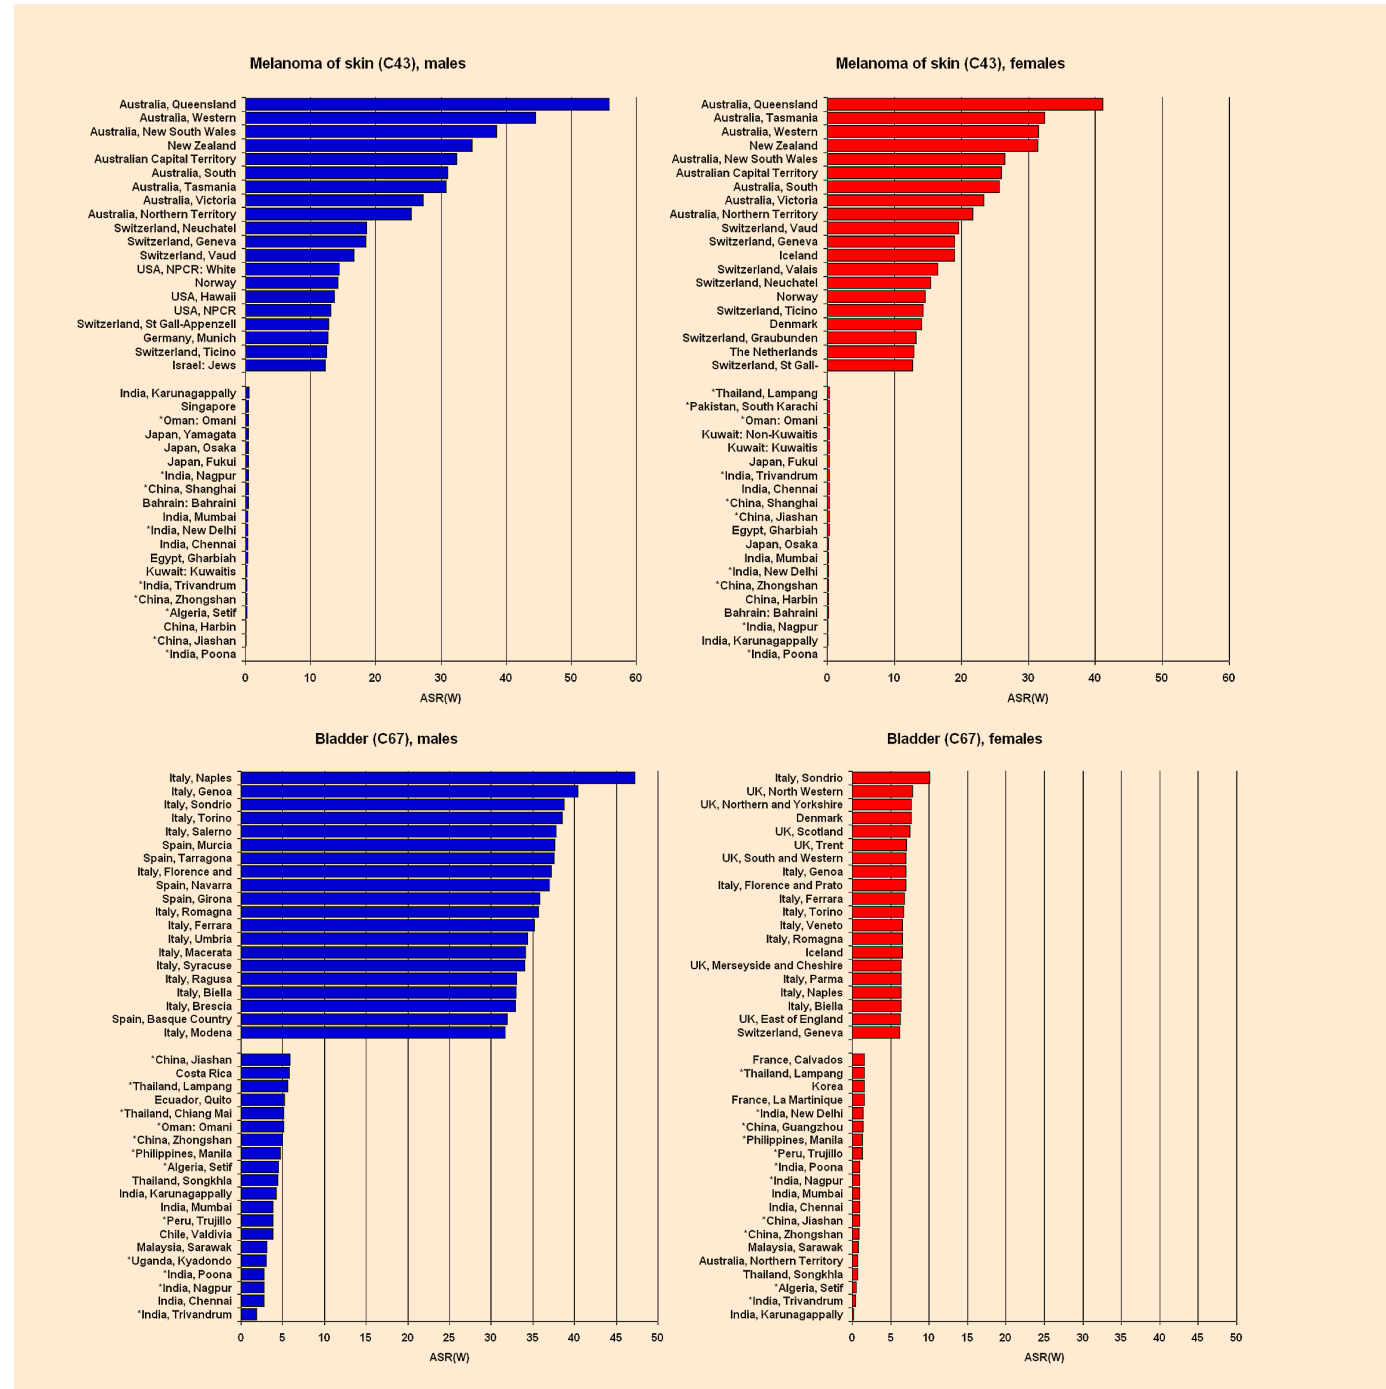 Melanoma of skin (C43), males
Australia, Queensland
Australia, Western
Australia, New South Wales
New Zealand
Australian Capital Territory
Australia, South
Australia, Tasmania
Australia, Victoria
Australia, Northern Territory
Switzerland, Neuchatel
Switzerland, Geneva
Switzerland, Vaud
USA, NPCR: White
Norway
USA, Hawaii
USA, NPCR
Switzerland, St Gall-Appenzell
Germany, Munich
Switzerland, Ticino
Israel: Jews
India, Karunagappally
Singapore
*Oman: Omani
Japan, Yamagata
Japan, Osaka
Japan, Fukui
*India, Nagpur
*China, Shanghai
Bahrain: Bahraini
India, Mumbai
*India, New Delhi
India, Chennai
Egypt, Gharbiah
Kuwait: Kuwaitis
*India, Trivandrum
*China, Zhongshan
*Algeria, Setif
China, Harbin
*China, Jiashan
*India, Poona
0 10 20 30 40 50 60
ASR(W)
Melanoma of skin (C43), females
Australia, Queensland
Australia, Tasmania
Australia, Western
New Zealand
Australia, New South Wales
Australian Capital Territory
Australia, South
Australia, Victoria
Australia, Northern Territory
Switzerland, Vaud
Switzerland, Geneva
Iceland
Switzerland, Valais
Switzerland, Neuchatel
Norway
Switzerland, Ticino
Denmark
Switzerland, Graubunden
The Netherlands
Switzerland, St Gall-
*Thailand, Lampang
*Pakistan, South Karachi
*Oman: Omani
Kuwait: Non-Kuwaitis
Kuwait: Kuwaitis
Japan, Fukui
*India, Trivandrum
India, Chennai
*China, Shanghai
*China, Jiashan
Egypt, Gharbiah
Japan, Osaka
India, Mumbai
*India, New Delhi
*China, Zhongshan
China, Harbin
Bahrain: Bahraini
*India, Nagpur
India, Karunagappally
*India, Poona
0 10 20 30 40 50 60
ASR(W)
Bladder (C67), males
Italy, Naples
Italy, Genoa
Italy, Sondrio
Italy, Torino
Italy, Salerno
Spain, Murcia
Spain, Tarragona
Italy, Florence and
Spain, Navarra
Spain, Girona
Italy, Romagna
Italy, Ferrara
Italy, Umbria
Italy, Macerata
Italy, Syracuse
Italy, Ragusa
Italy, Biella
Italy, Brescia
Spain, Basque Country
Italy, Modena
*China, Jiashan
Costa Rica
*Thailand, Lampang
Ecuador, Quito
*Thailand, Chiang Mai
*Oman: Omani
*China, Zhongshan
*Philippines, Manila
*Algeria, Setif
Thailand, Songkhla
India, Karunagappally
India, Mumbai
*Peru, Trujillo
Chile, Valdivia
Malaysia, Sarawak
*Uganda, Kyadondo
*India, Poona
*India, Nagpur
India, Chennai
*India, Trivandrum
0 5 10 15 20 25 30 35 40 45 50
ASR(W)
Bladder (C67), females
Italy, Sondrio
UK, North Western
UK, Northern and Yorkshire
Denmark
UK, Scotland
UK, Trent
UK, South and Western
Italy, Genoa
Italy, Florence and Prato
Italy, Ferrara
Italy, Torino
Italy, Veneto
Italy, Romagna
Iceland
UK, Merseyside and Cheshire
Italy, Parma
Italy, Naples
Italy, Biella
UK, East of England
Switzerland, Geneva
France, Calvados
*Thailand, Lampang
Korea
France, La Martinique
*India, New Delhi
*China, Guangzhou
*Philippines, Manila
*Peru, Trujillo
*India, Poona
*India, Nagpur
India, Mumbai
India, Chennai
*China, Jiashan
*China, Zhongshan
Malaysia, Sarawak
Australia, Northern Territory
Thailand, Songkhla
*Algeria, Setif
*India, Trivandrum
India, Karunagappally
0 5 10 15 20 25 30 35 40 45 50
ASR(W)